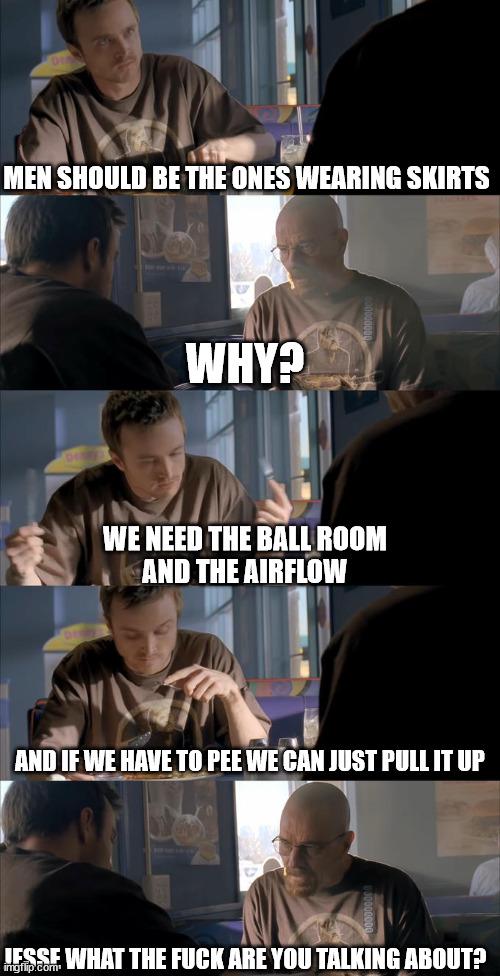 MEN SHOULD BE THE ONES WEARING SKIRTS
WHY?
WE NEED THE BALL ROOM
AND THE AIRFLOW
AND IF WE HAVE TO PEE WE CAN JUST PULL IT UP
JESSE WHAT THE FUCK ARE YOU TALKING ABOUT?
imgflip.com